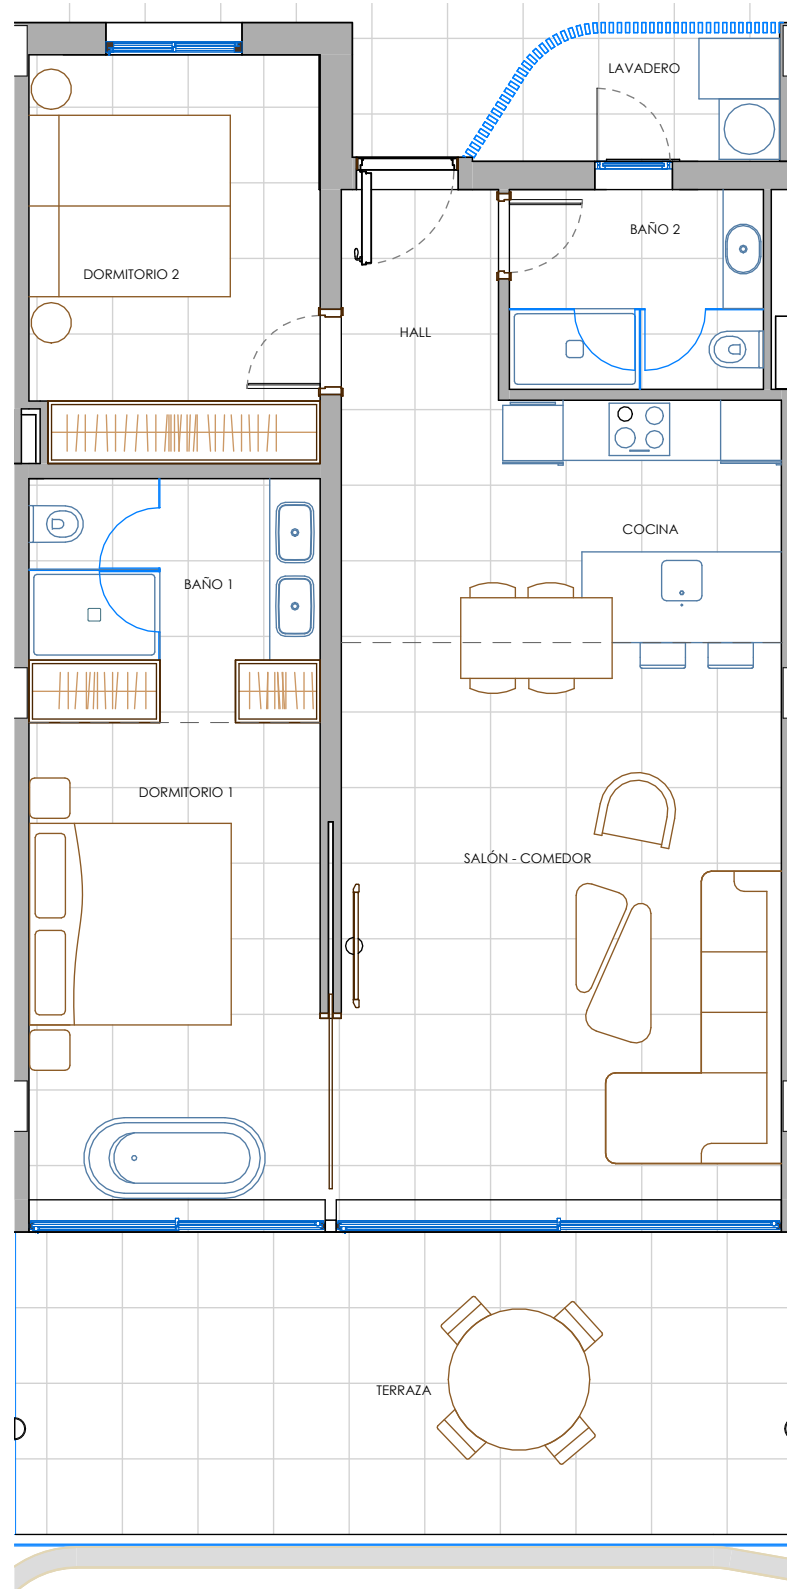 LAVADERO
BAÑO 2
DORMITORIO 2
HALL
COCINA
BAÑO 1
DORMITORIO 1
SALÓN - COMEDOR
TERRAZA